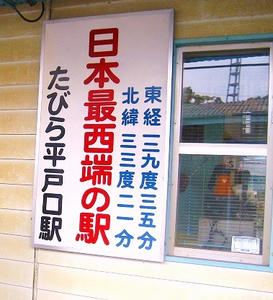 東経一二九度三五分
北緯三三度二一分
日本最西端の駅
たびら平戸口駅